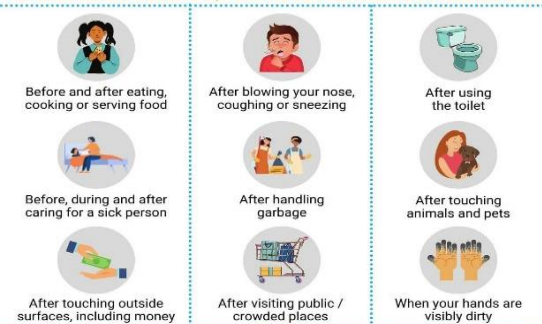 Before and after eating,
cooking or serving food
After blowing your nose,
coughing or sneezing
After using
the toilet
Before, during and after
caring for a sick person
After handling
garbage
After touching
animals and pets
After touching outside
surfaces, including money
After visiting public /
crowded places
When your hands are
visibly dirty